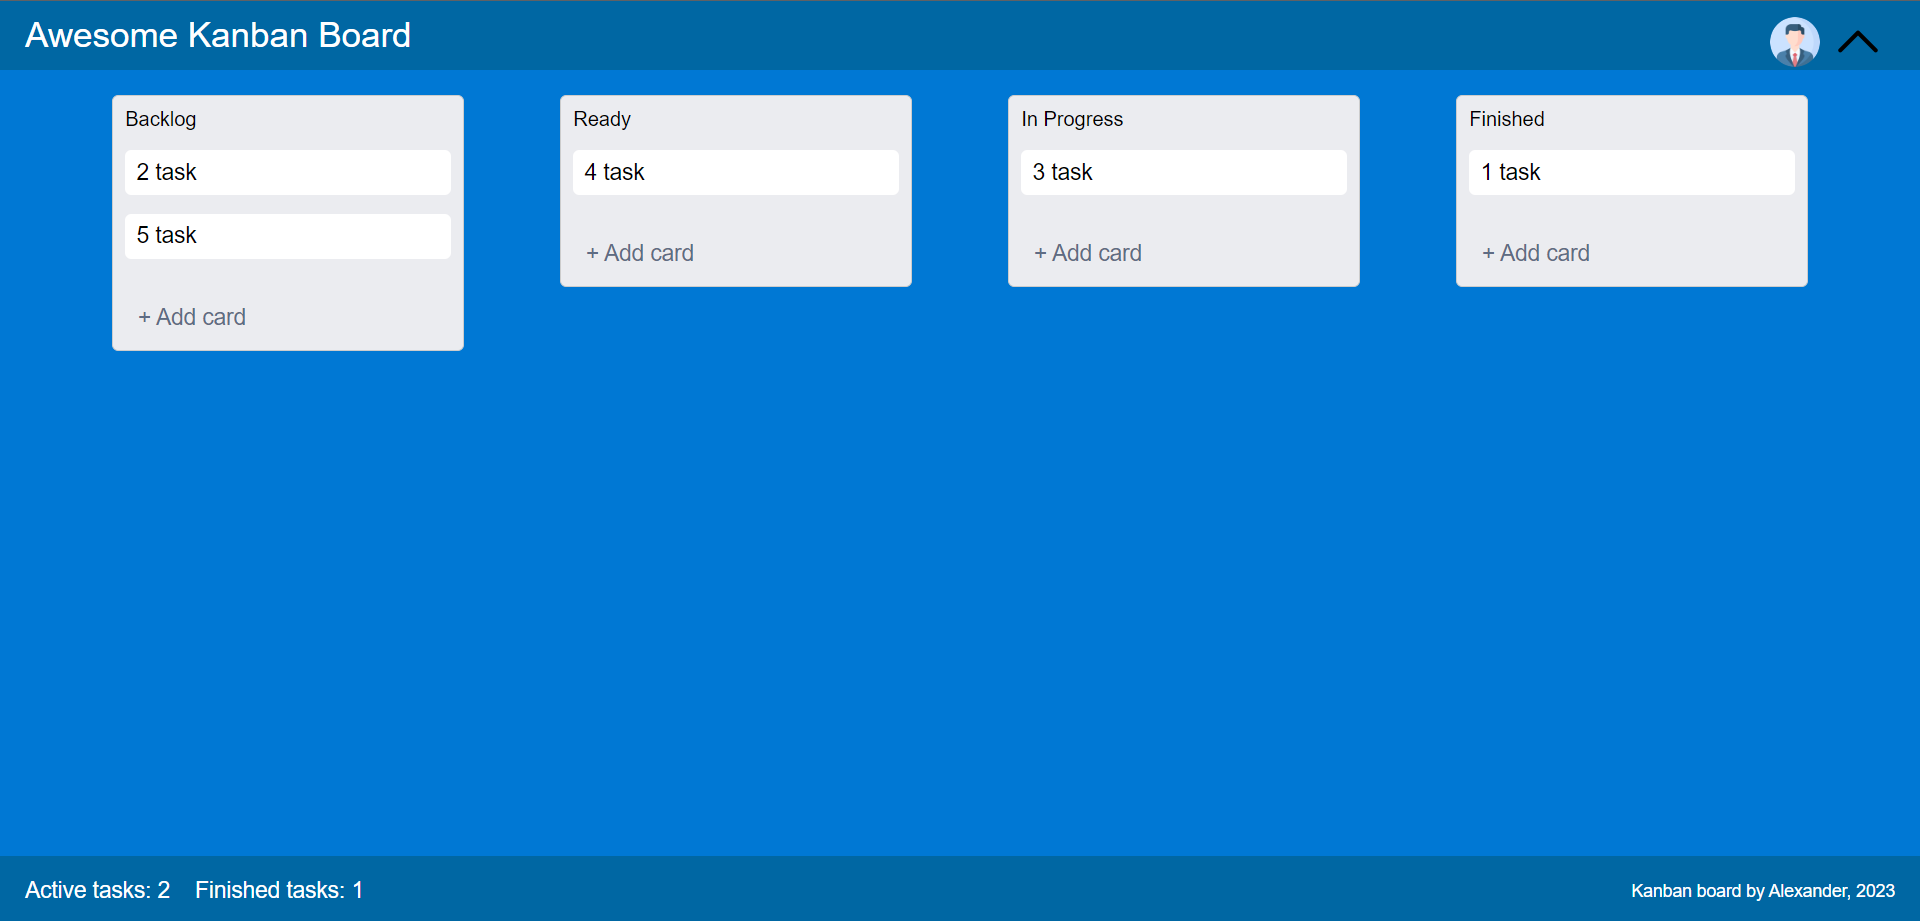 Awesome Kanban Board
Backlog
2 task
5 task
+ Add card
Ready
4 task
+ Add card
In Progress
3 task
+ Add card
Finished
1 task
+ Add card
Active tasks: 2
Finished tasks: 1
Kanban board by Alexander, 2023